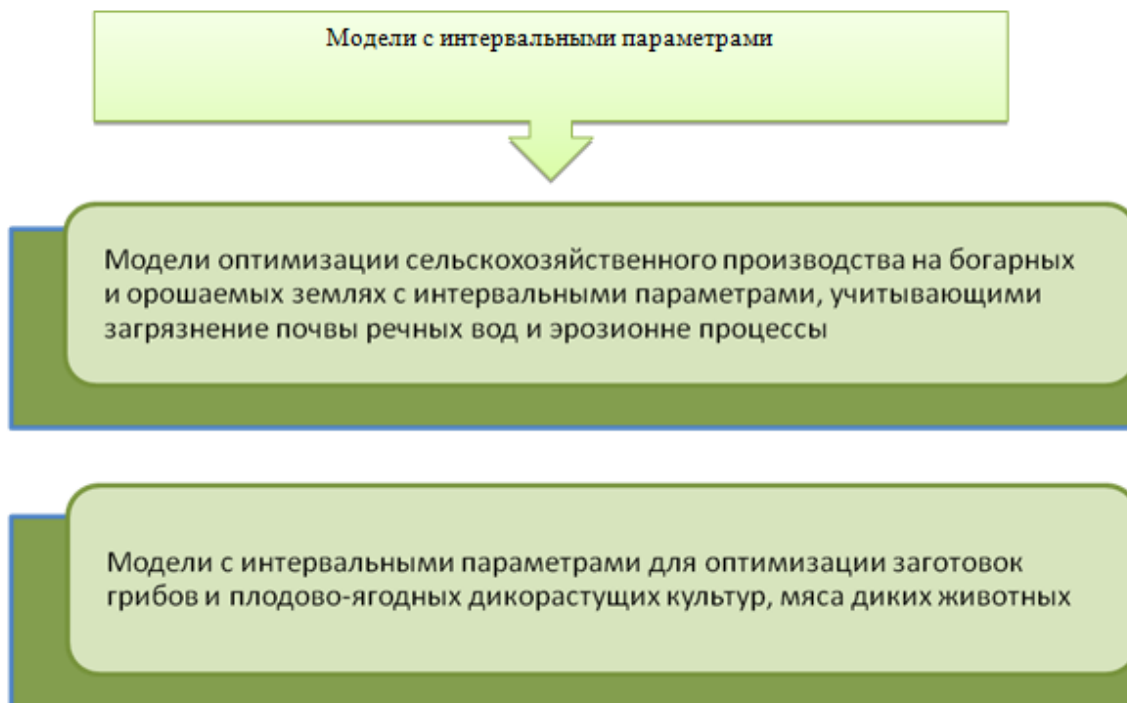 Модели с интервальными параметрами
Модели оптимизации сельскохозяйственного производства на богарных
и орошаемых землях с интервальными параметрами, учитывающими
загрязнение почвы речных вод и эрозионне процессы
Модели с интервальными параметрами для оптимизации заготовок
грибов и плодово-ягодных дикорастущих культур, мяса диких животных